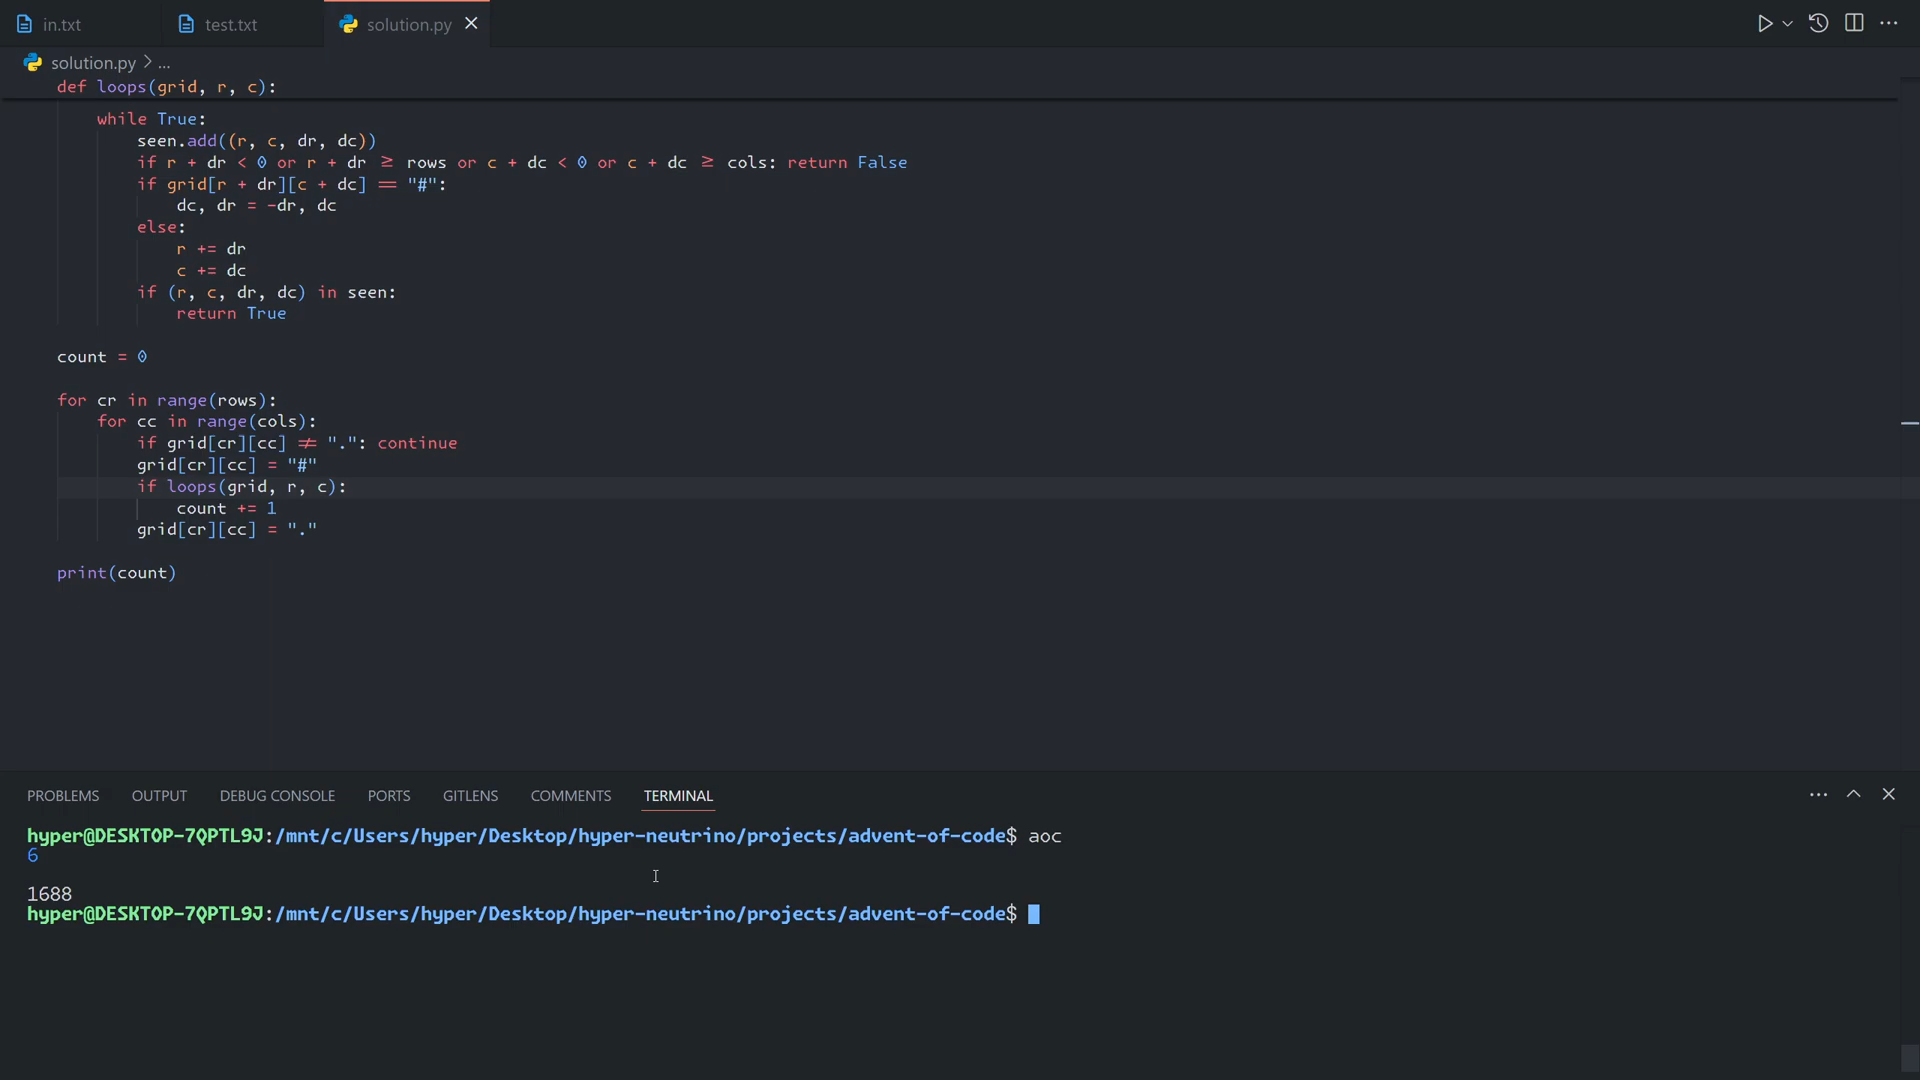 in.txt test.txt solution.py
solution.py > ...
def loops(grid, r, c):
while True:
seen.add((r, c, dr, dc))
if r + dr < 0 or r + dr ≥ rows or c + dc < 0 or c + dc ≥ cols: return False
if grid[r + dr][c + dc] == "#":
dc, dr = -dr, dc
else:
r += dr
c += dc
if (r, c, dr, dc) in seen:
return True
count = 0
for cr in range(rows):
for cc in range(cols):
if grid[cr][cc] ≠ ".": continue
grid[cr][cc] = "#"
if loops(grid, r, c):
count += 1
grid[cr][cc] = "."
print(count)
PROBLEMS OUTPUT DEBUG CONSOLE PORTS GITLENS COMMENTS TERMINAL
hyper@DESKTOP-7QPTL9J:/mnt/c/Users/hyper/Desktop/hyper-neutrino/projects/advent-of-code$ aoc
6
1688
hyper@DESKTOP-7QPTL9J:/mnt/c/Users/hyper/Desktop/hyper-neutrino/projects/advent-of-code$